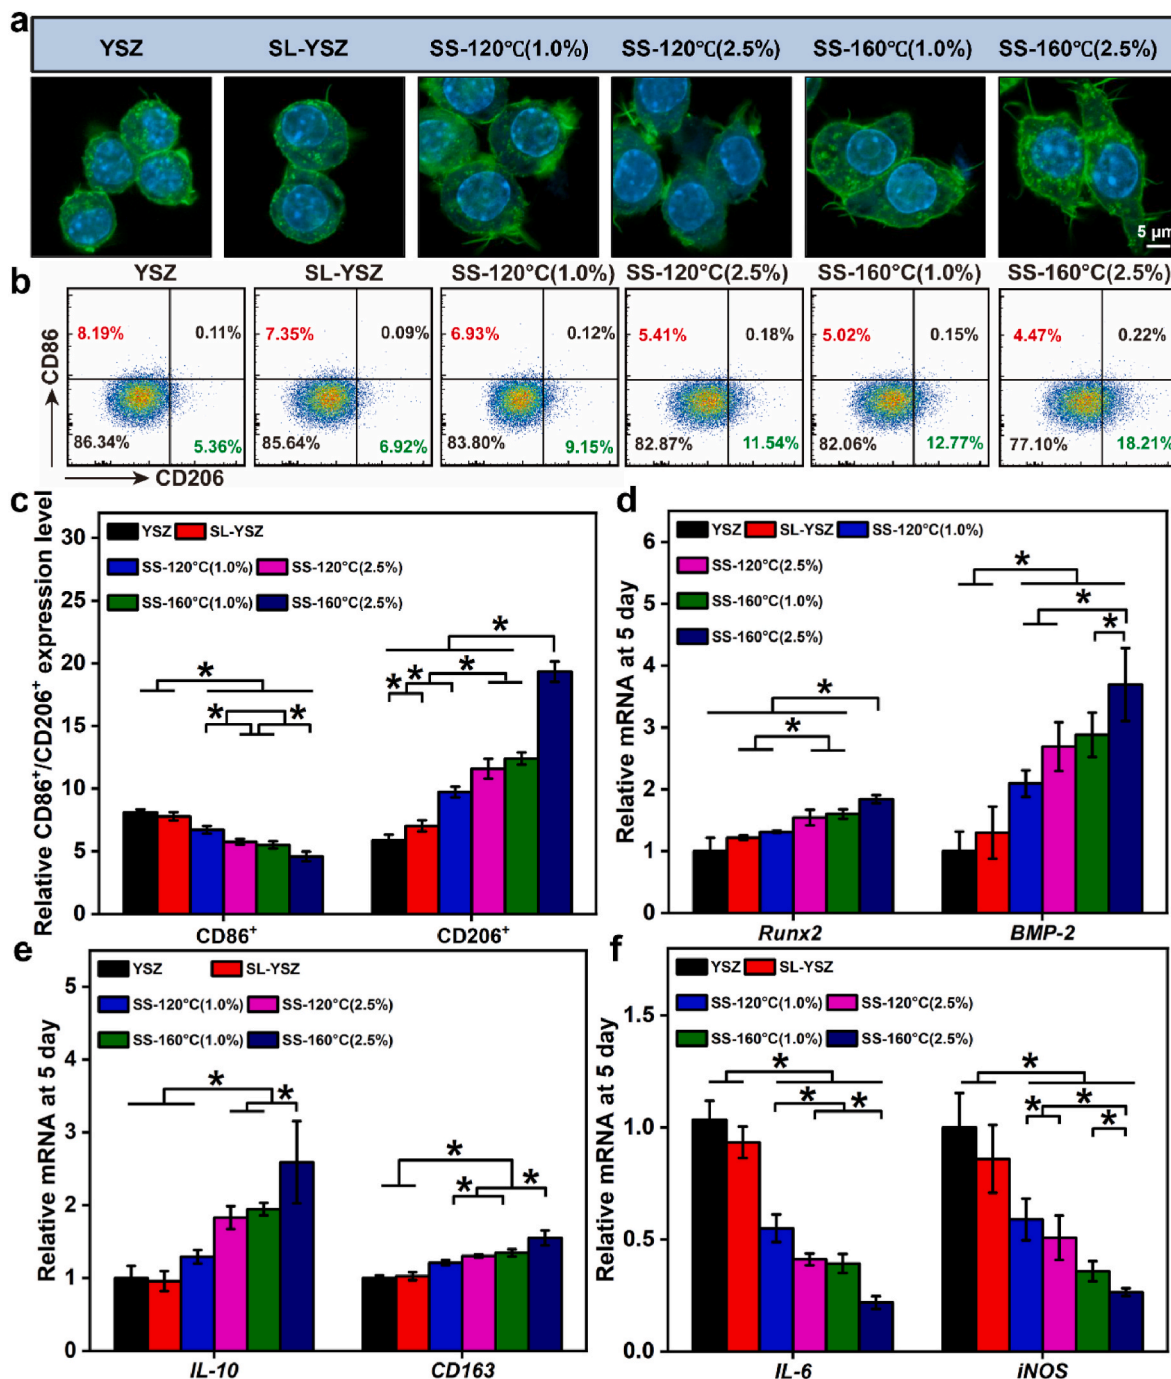 a
YSZ SL-YSZ SS-120℃(1.0%) SS-120℃(2.5%) SS-160℃(1.0%) SS-160℃(2.5%)
5 μm
b
YSZ SL-YSZ SS-120°C(1.0%) SS-120°C(2.5%) SS-160°C(1.0%) SS-160°C(2.5%)
CD86
8.19% 0.11% 7.35% 0.09% 6.93% 0.12% 5.41% 0.18% 5.02% 0.15% 4.47% 0.22%
86.34% 5.36% 85.64% 6.92% 83.80% 9.15% 82.87% 11.54% 82.06% 12.77% 77.10% 18.21%
CD206
c
Relative CD86⁺/CD206⁺ expression level
30
25
20
15
10
5
0
YSZ SL-YSZ
SS-120°C(1.0%) SS-120°C(2.5%)
SS-160°C(1.0%) SS-160°C(2.5%)
* * * * * * *
CD86⁺ CD206⁺
d
Relative mRNA at 5 day
6
5
4
3
2
1
0
YSZ SL-YSZ SS-120°C(1.0%)
SS-120°C(2.5%)
SS-160°C(1.0%)
SS-160°C(2.5%)
* * * * *
Runx2 BMP-2
e
Relative mRNA at 5 day
5
4
3
2
1
0
YSZ SL-YSZ
SS-120°C(1.0%) SS-120°C(2.5%)
SS-160°C(1.0%) SS-160°C(2.5%)
* * * * *
IL-10 CD163
f
Relative mRNA at 5 day
1.5
1.0
0.5
0.0
YSZ SL-YSZ
SS-120°C(1.0%) SS-120°C(2.5%)
SS-160°C(1.0%) SS-160°C(2.5%)
* * * * * * *
IL-6 iNOS